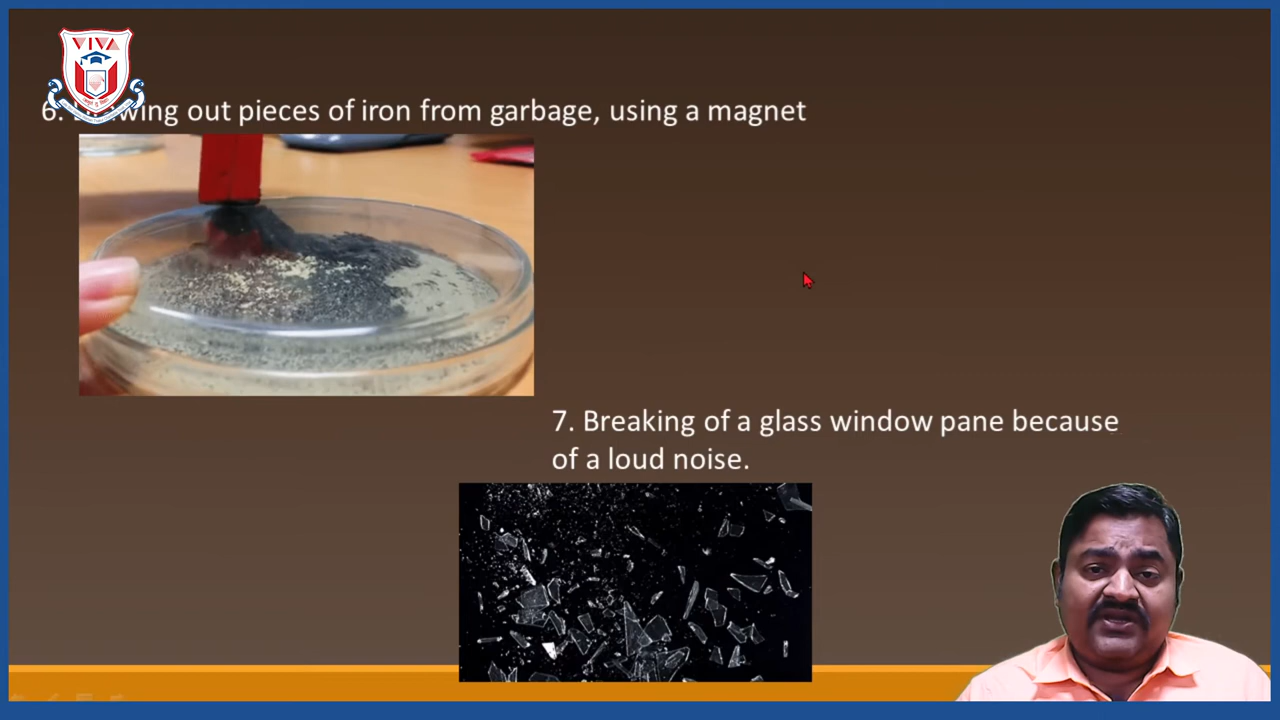 VIVA
6. wing out pieces of iron from garbage, using a magnet
7. Breaking of a glass window pane because
of a loud noise.